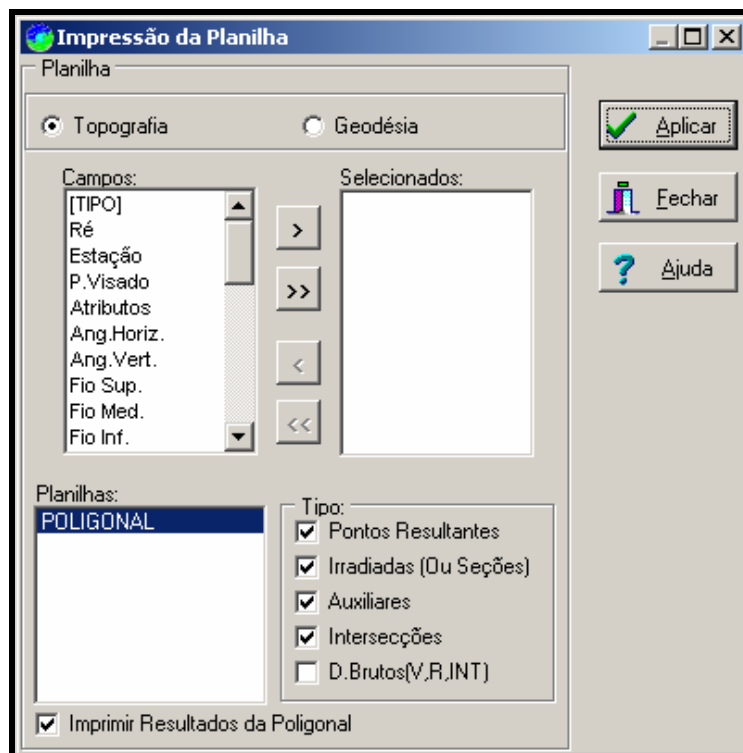 Impressão da Planilha
Planilha
Topografia
Geodésia
Aplicar
Fechar
Ajuda
Campos:
[TIPO]
Ré
Estação
P.Visado
Atributos
Ang.Horiz.
Ang.Vert.
Fio Sup.
Fio Med.
Fio Inf.
>
>>
<
<<
Selecionados:
Planilhas:
POLIGONAL
Tipo:
Pontos Resultantes
Irradiadas (Ou Seções)
Auxiliares
Intersecções
D.Brutos(V,R,INT)
Imprimir Resultados da Poligonal